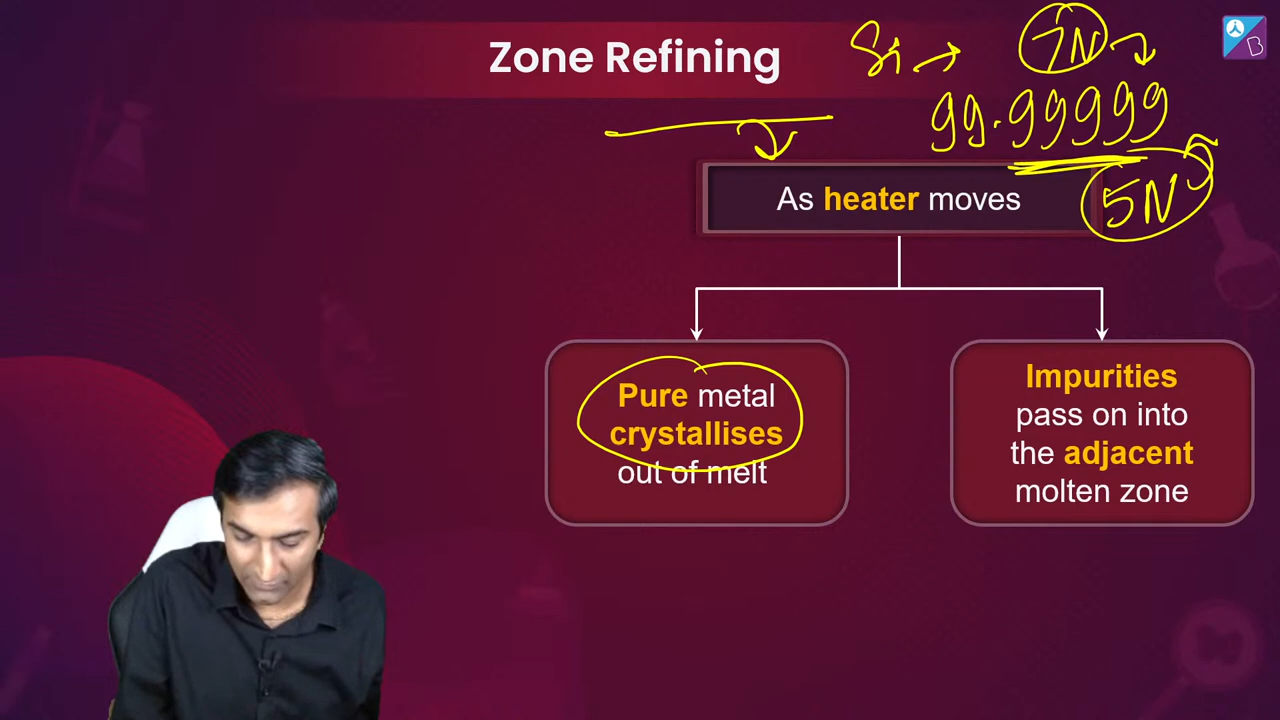 Zone Refining
Si → 7N
99.99999
5N
As heater moves
Pure metal
crystallises
out of melt
Impurities
pass on into
the adjacent
molten zone
B